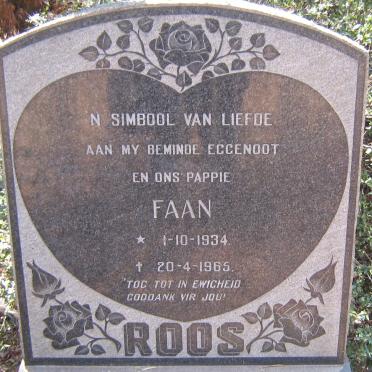 'N SIMBOOL VAN LIEFDE
AAN MY BEMINDE EGGENOOT
EN ONS PAPPIE
FAAN
* 1-10-1934.
† 20-4-1965.
'TOG TOT IN EWIGHEID
GODDANK VIR JOU!'
ROOS